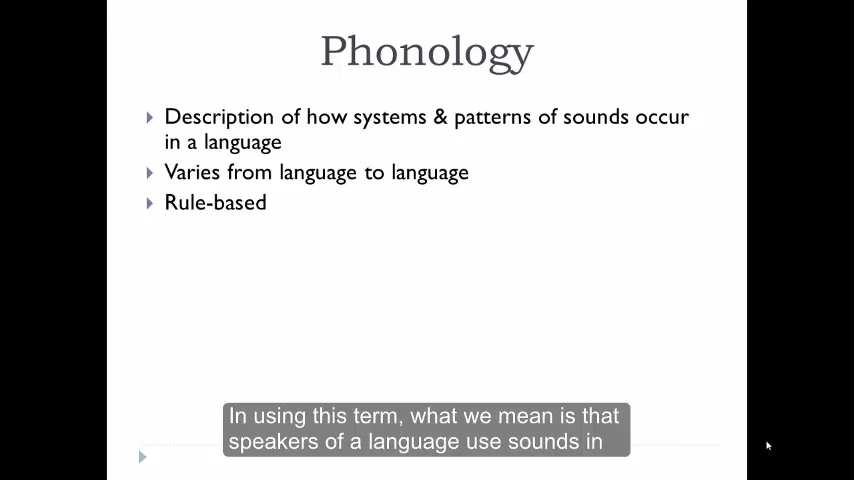 Phonology
Description of how systems & patterns of sounds occur
in a language
Varies from language to language
Rule-based
In using this term, what we mean is that
speakers of a language use sounds in